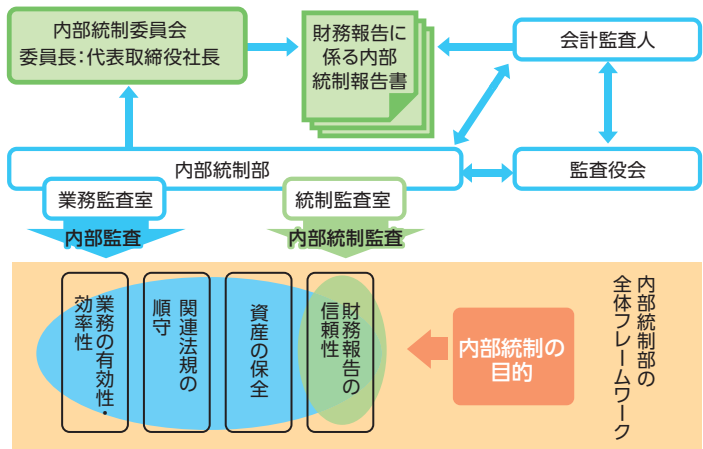 内部統制委員会
委員長：代表取締役社長
財務報告に
係る内部
統制報告書
会計監査人
内部統制部
監査役会
業務監査室
統制監査室
内部監査
内部統制監査
業務の有効性・
効率性
関連法規の
順守
資産の保全
財務報告の
信頼性
内部統制の
目的
内部統制部の
全体フレームワーク